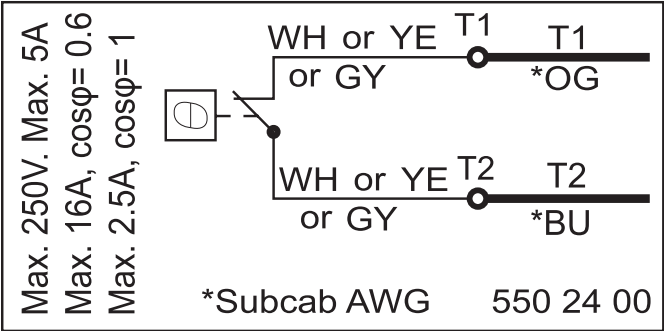 Max. 250V. Max. 5A
Max. 16A, cosφ= 0.6
Max. 2.5A, cosφ= 1
WH or YE
or GY
T1
T1
*OG
θ
WH or YE
or GY
T2
T2
*BU
*Subcab AWG
550 24 00